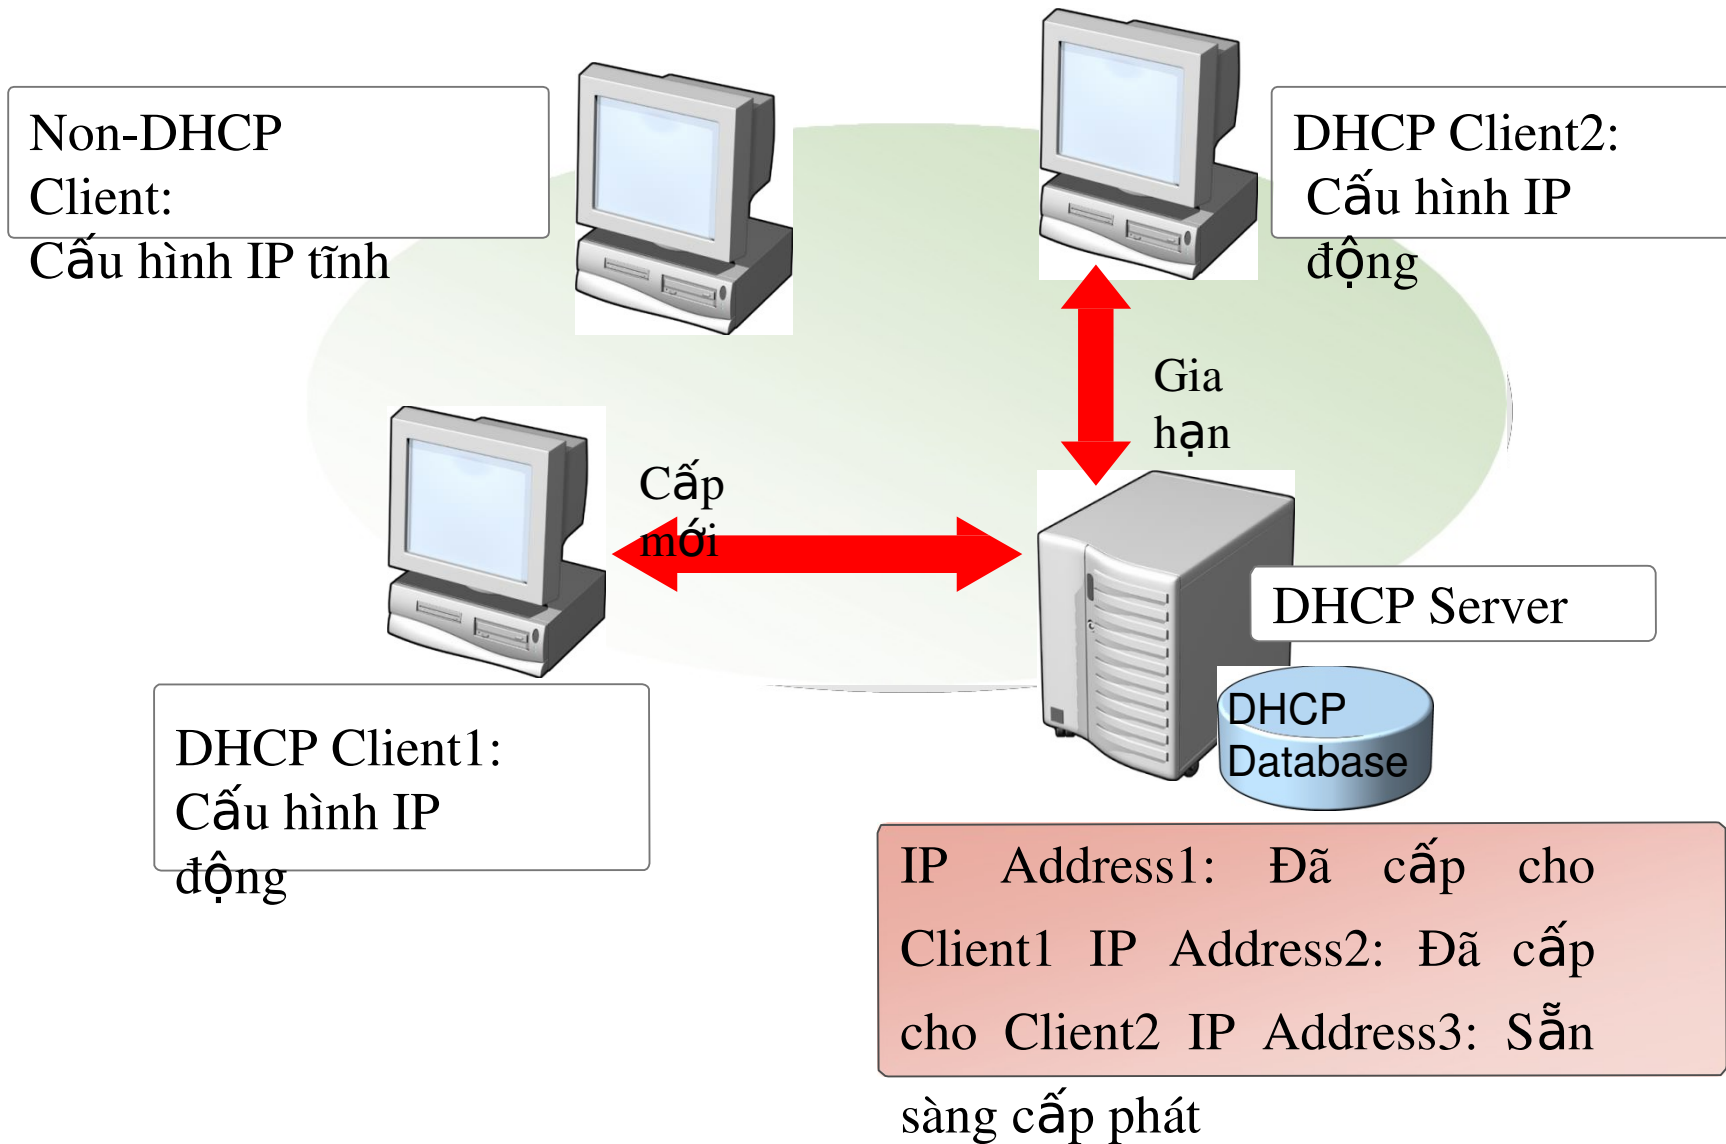 Non-DHCP
Client:
Cấu hình IP tĩnh
DHCP Client2:
Cấu hình IP
động
Gia
hạn
Cấp
mới
DHCP Server
DHCP
Database
DHCP Client1:
Cấu hình IP
động
IP Address1: Đã cấp cho
Client1 IP Address2: Đã cấp
cho Client2 IP Address3: Sẵn
sàng cấp phát